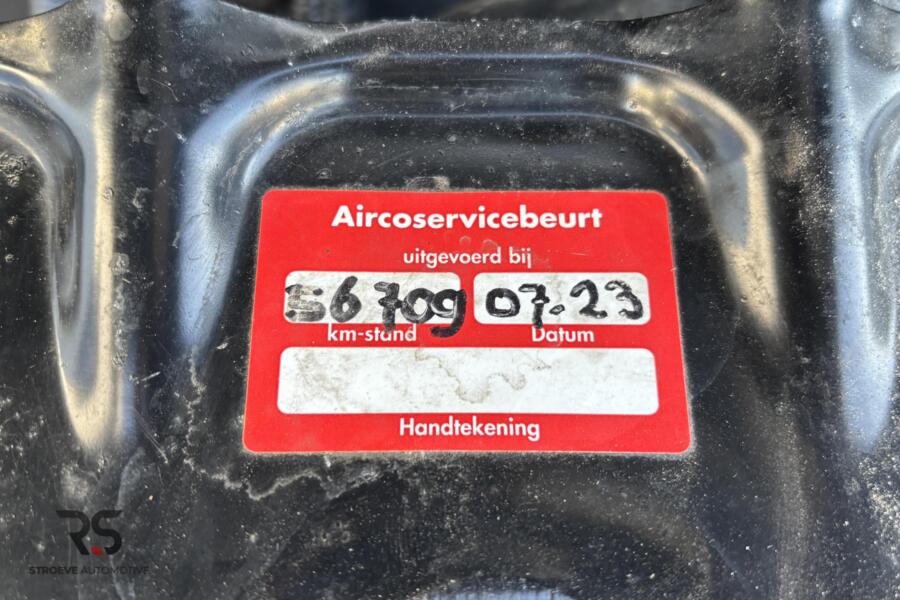 Aircoservicebeurt
uitgevoerd bij
56709 07-23
km-stand Datum
Handtekening
RS
STROEVE AUTOMOTIVE